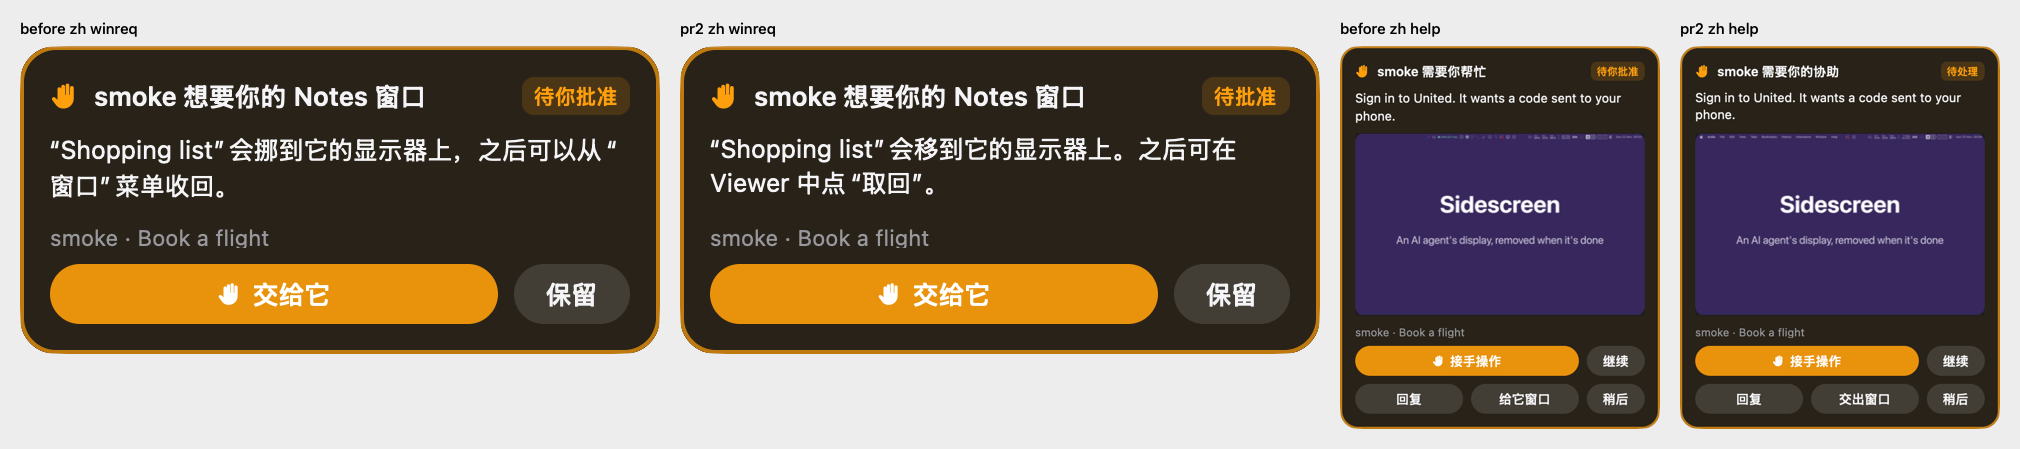 before zh winreq
smoke 想要你的 Notes 窗口
待你批准
“Shopping list” 会挪到它的显示器上，之后可以从 “
窗口” 菜单收回。
smoke · Book a flight
交给它
保留
pr2 zh winreq
smoke 想要你的 Notes 窗口
待批准
“Shopping list” 会移到它的显示器上。之后可在
Viewer 中点 “取回”。
smoke · Book a flight
交给它
保留
before zh help
smoke 需要你帮忙
待你批准
Sign in to United. It wants a code sent to your
phone.
Sidescreen
An AI agent's display, removed when it's done
smoke · Book a flight
接手操作
继续
回复
给它窗口
稍后
pr2 zh help
smoke 需要你的协助
待处理
Sign in to United. It wants a code sent to your
phone.
Sidescreen
An AI agent's display, removed when it's done
smoke · Book a flight
接手操作
继续
回复
交出窗口
稍后